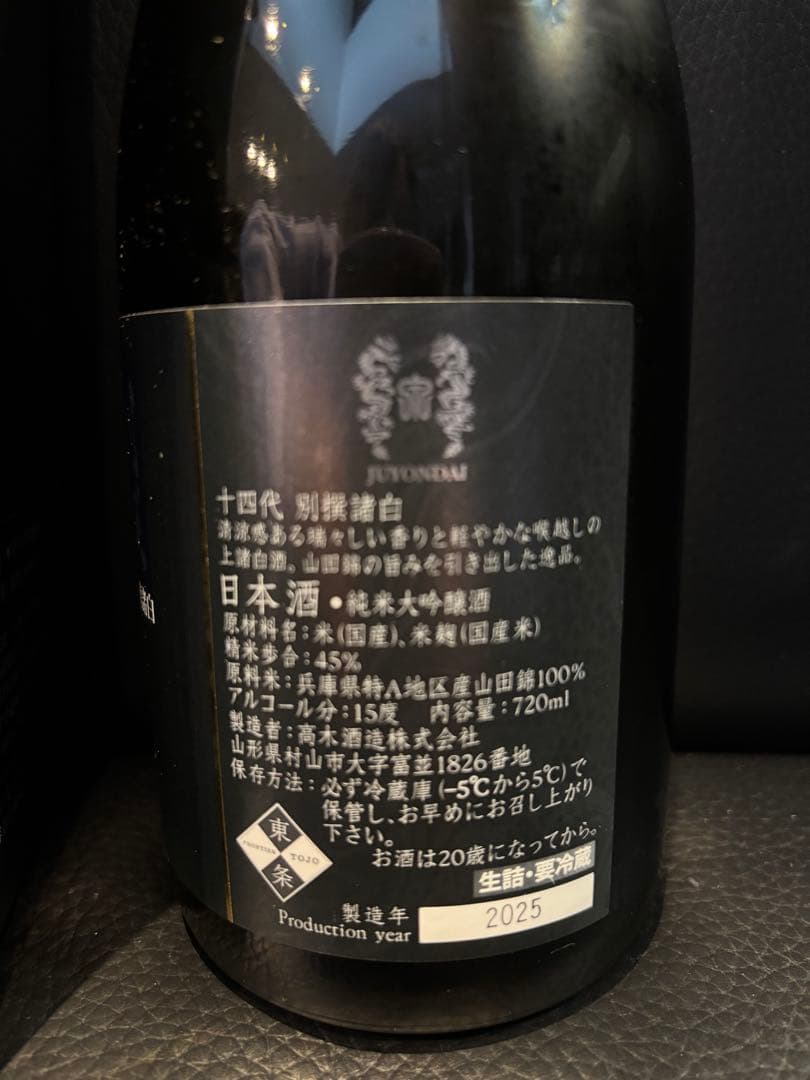 JUYONDAI
十四代 別撰諸白
清涼感ある瑞々しい香りと軽やかな喉越しの
上諸白酒。山田錦の旨みを引き出した逸品。
日本酒・純米大吟醸酒
原材料名：米(国産)、米麹(国産米)
精米歩合：45%
原料米：兵庫県特A地区産山田錦100%
アルコール分：15度 内容量：720ml
製造者：高木酒造株式会社
山形県村山市大字富並1826番地
保存方法：必ず冷蔵庫(−5℃から5℃)で
保管し、お早めにお召し上がり
下さい。
お酒は20歳になってから。
東
FRONTIER TOJO
条
生詰・要冷蔵
製造年
Production year 2025
諸白